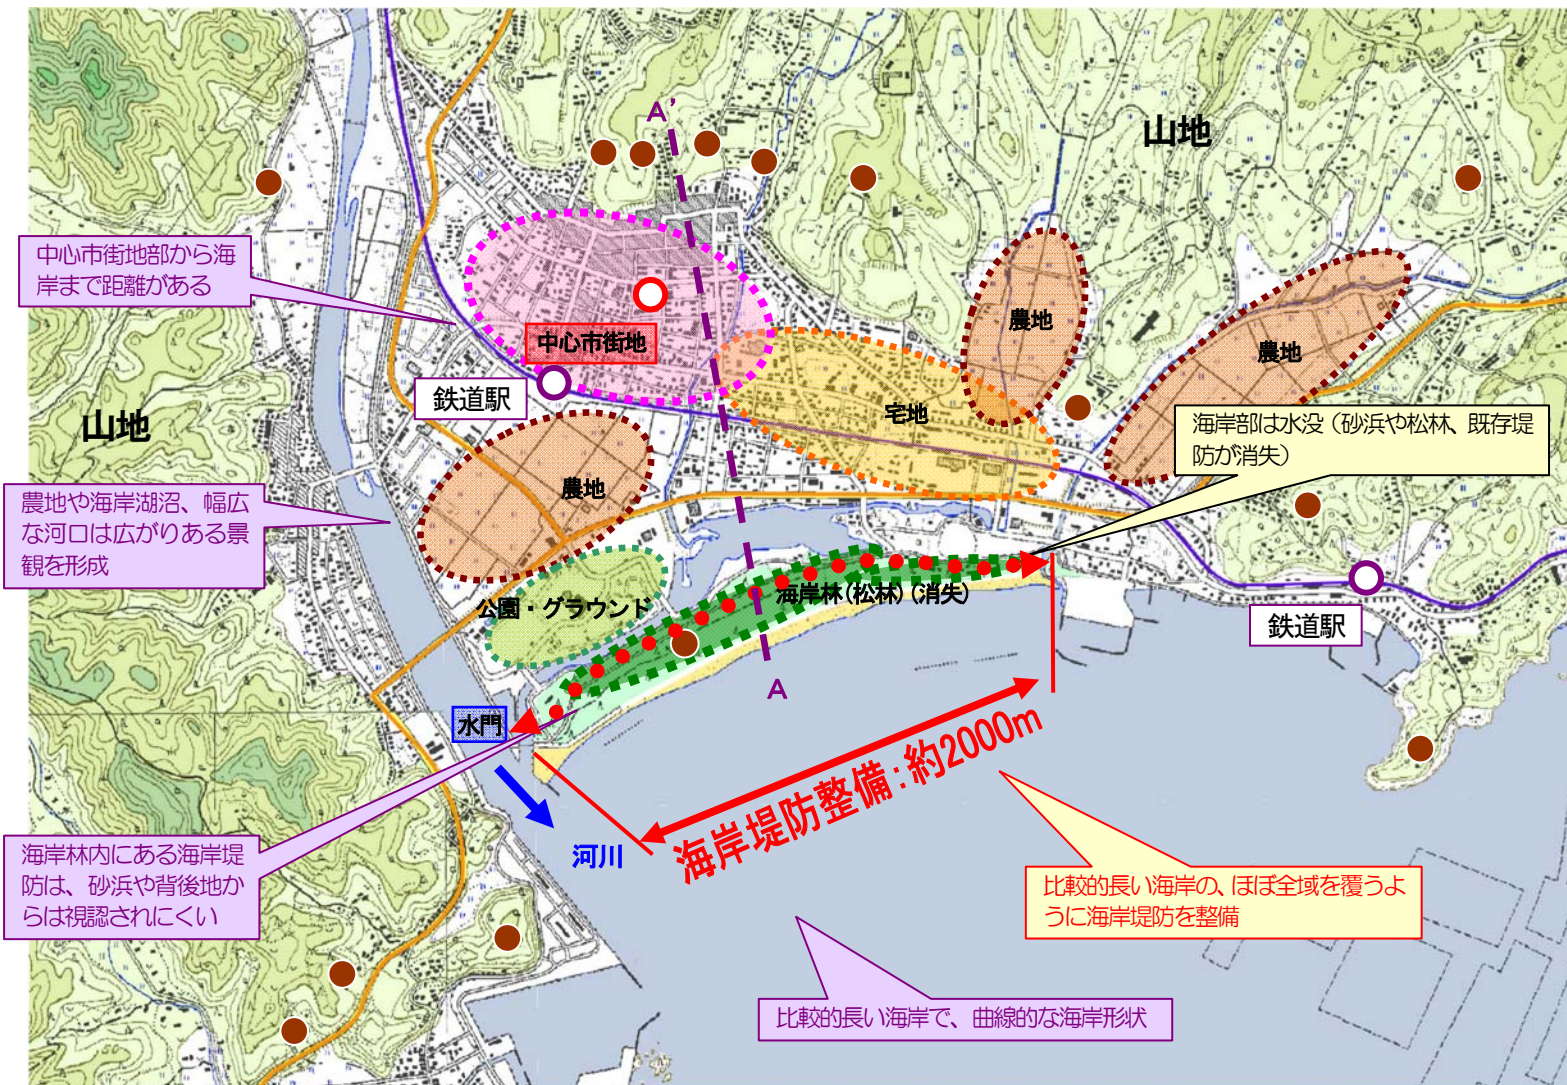 A'
山地
中心市街地部から海
岸まで距離がある
中心市街地
農地
農地
鉄道駅
宅地
山地
海岸部は水没（砂浜や松林、既存堤
防が消失）
農地や海岸湖沼、幅広
な河口は広がりある景
観を形成
農地
公園・グラウンド
海岸林(松林)(消失)
鉄道駅
A
水門
海岸堤防整備：約2000m
河川
海岸林内にある海岸堤
防は、砂浜や背後地か
らは視認されにくい
比較的長い海岸の、ほぼ全域を覆うよ
うに海岸堤防を整備
比較的長い海岸で、曲線的な海岸形状